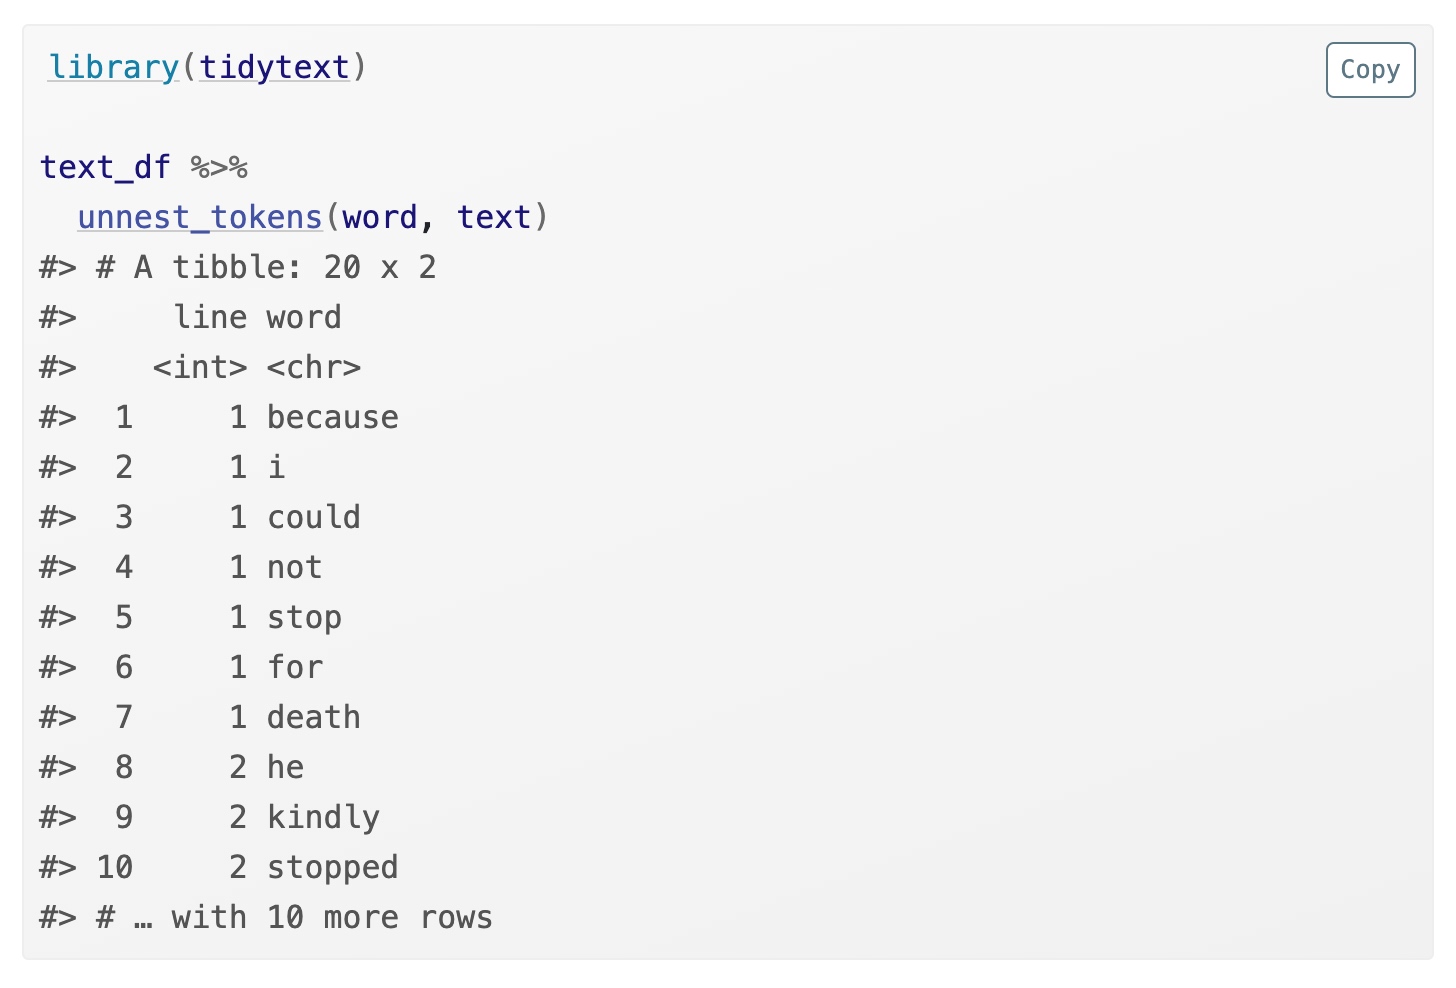 library(tidytext)
Copy
text_df %>%
  unnest_tokens(word, text)
#> # A tibble: 20 x 2
#>     line word
#>    <int> <chr>
#>  1     1 because
#>  2     1 i
#>  3     1 could
#>  4     1 not
#>  5     1 stop
#>  6     1 for
#>  7     1 death
#>  8     2 he
#>  9     2 kindly
#> 10     2 stopped
#> # … with 10 more rows